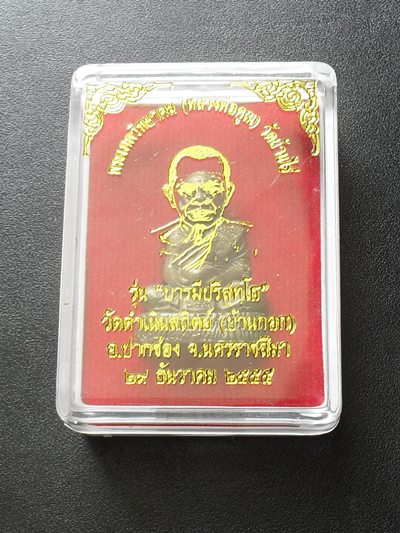 พระเทพวิทยาคม (หลวงพ่อคูณ) วัดบ้านไร่
รุ่น "บารมีปริสุทโธ"
วัดดำเนินสถิตย์ (บ้านกอก)
อ.ปากช่อง จ.นครราชสีมา
๒๙ ธันวาคม ๒๕๕๕